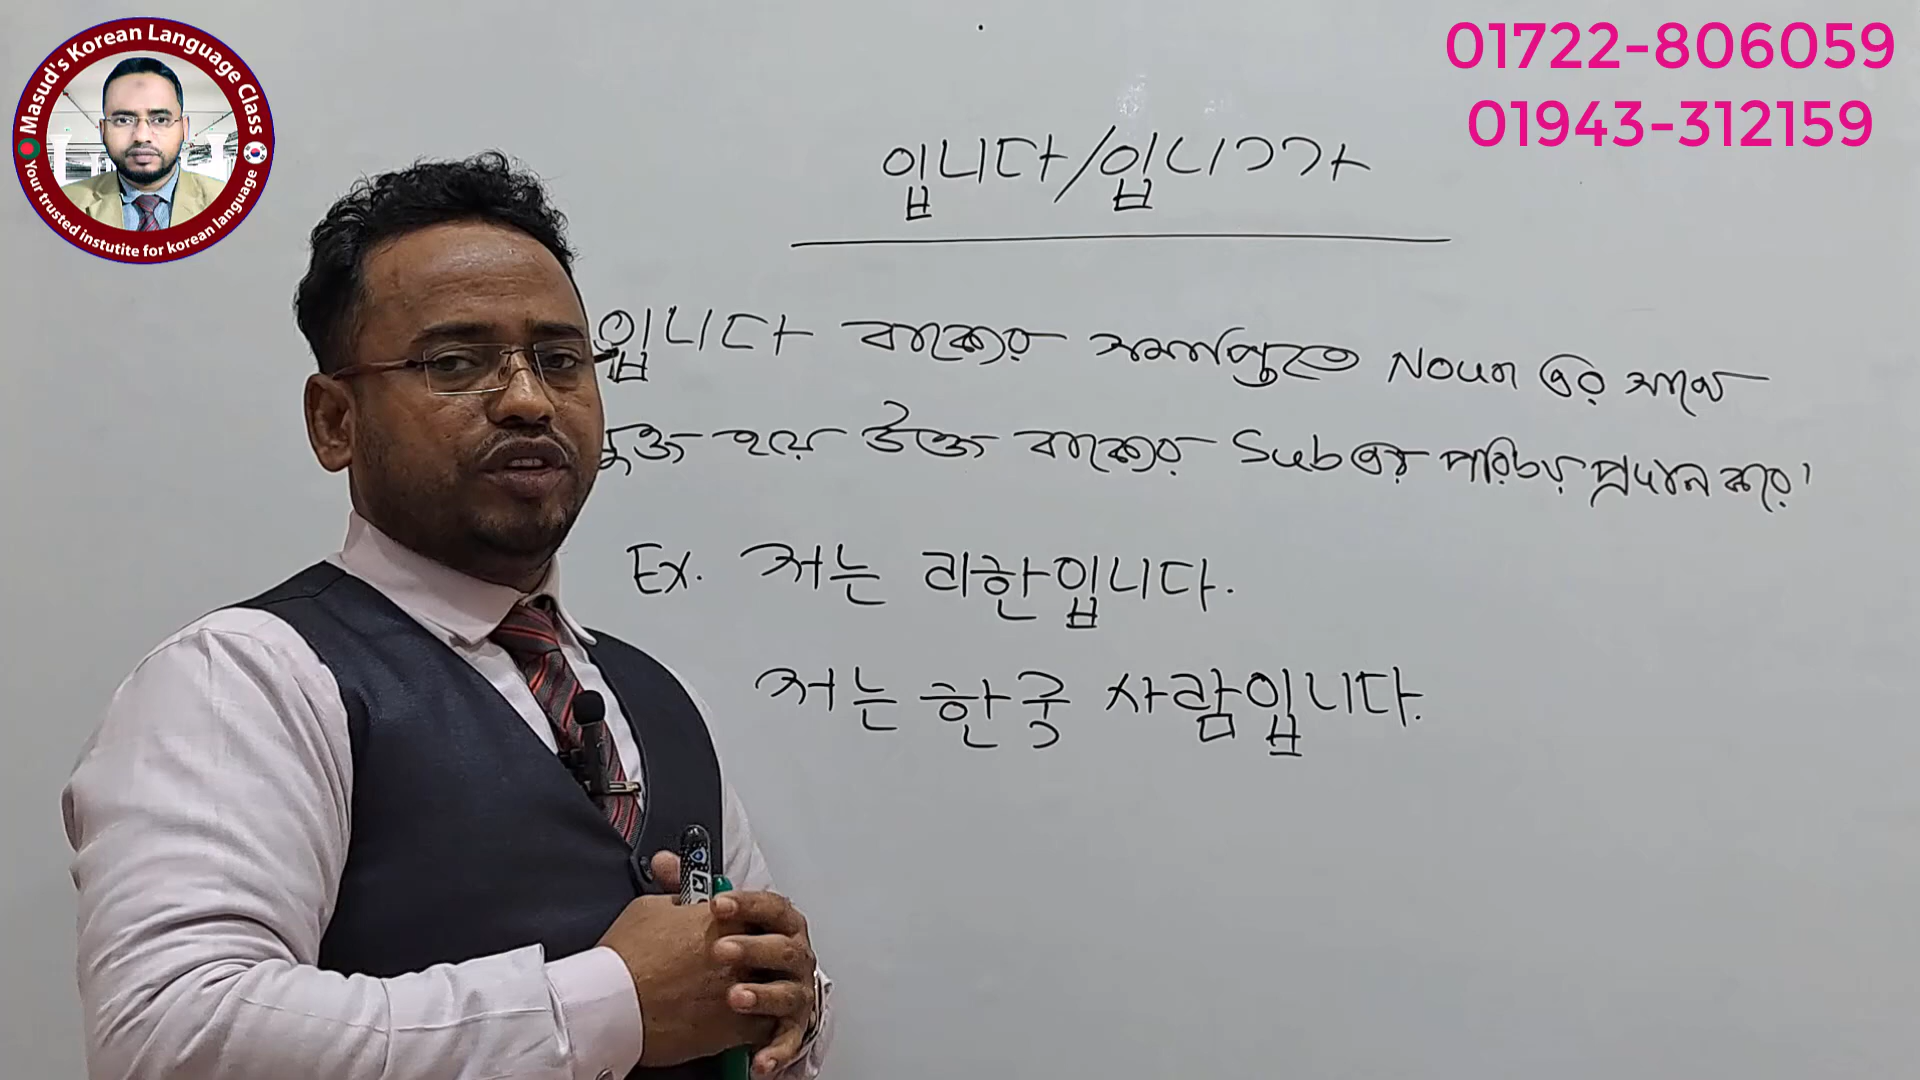 Masud's Korean Language Class
Your trusted instutite for korean language
01722-806059
01943-312159
입니다/입니까
입니다 বাক্যের সমাপ্তিতে Noun এর সাথে
যুক্ত হয়ে উক্ত বাক্যের Sub এর পরিচয় প্রদান করে।
Ex. 저는 리한입니다.
저는 한국 사람입니다.